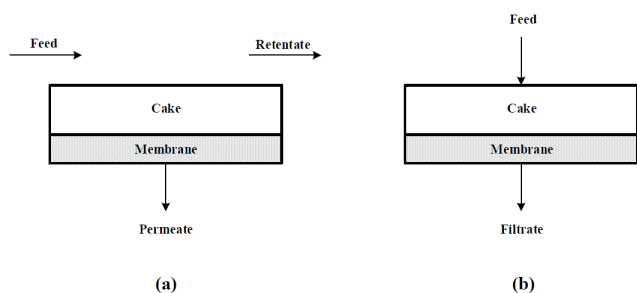 Feed
Retentate
Cake
Membrane
Permeate
(a)
Feed
Cake
Membrane
Filtrate
(b)